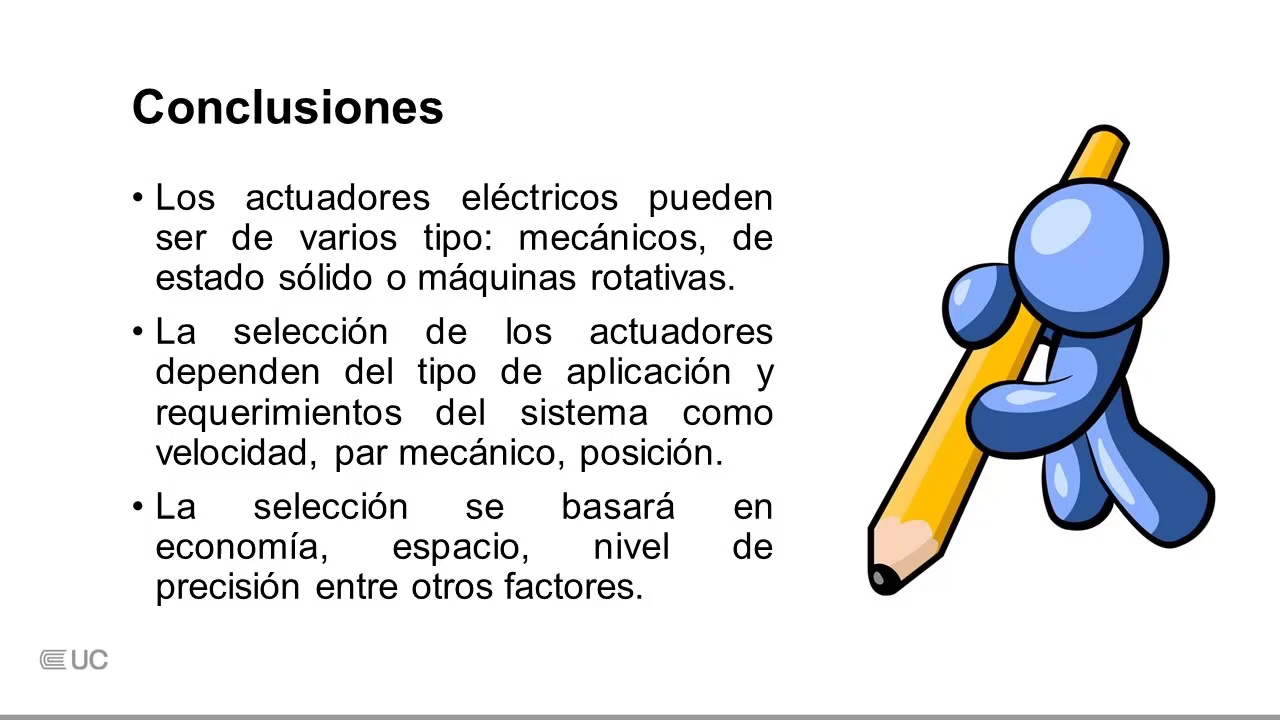 Conclusiones
• Los actuadores eléctricos pueden
ser de varios tipo: mecánicos, de
estado sólido o máquinas rotativas.
• La selección de los actuadores
dependen del tipo de aplicación y
requerimientos del sistema como
velocidad, par mecánico, posición.
• La selección se basará en
economía, espacio, nivel de
precisión entre otros factores.
UC